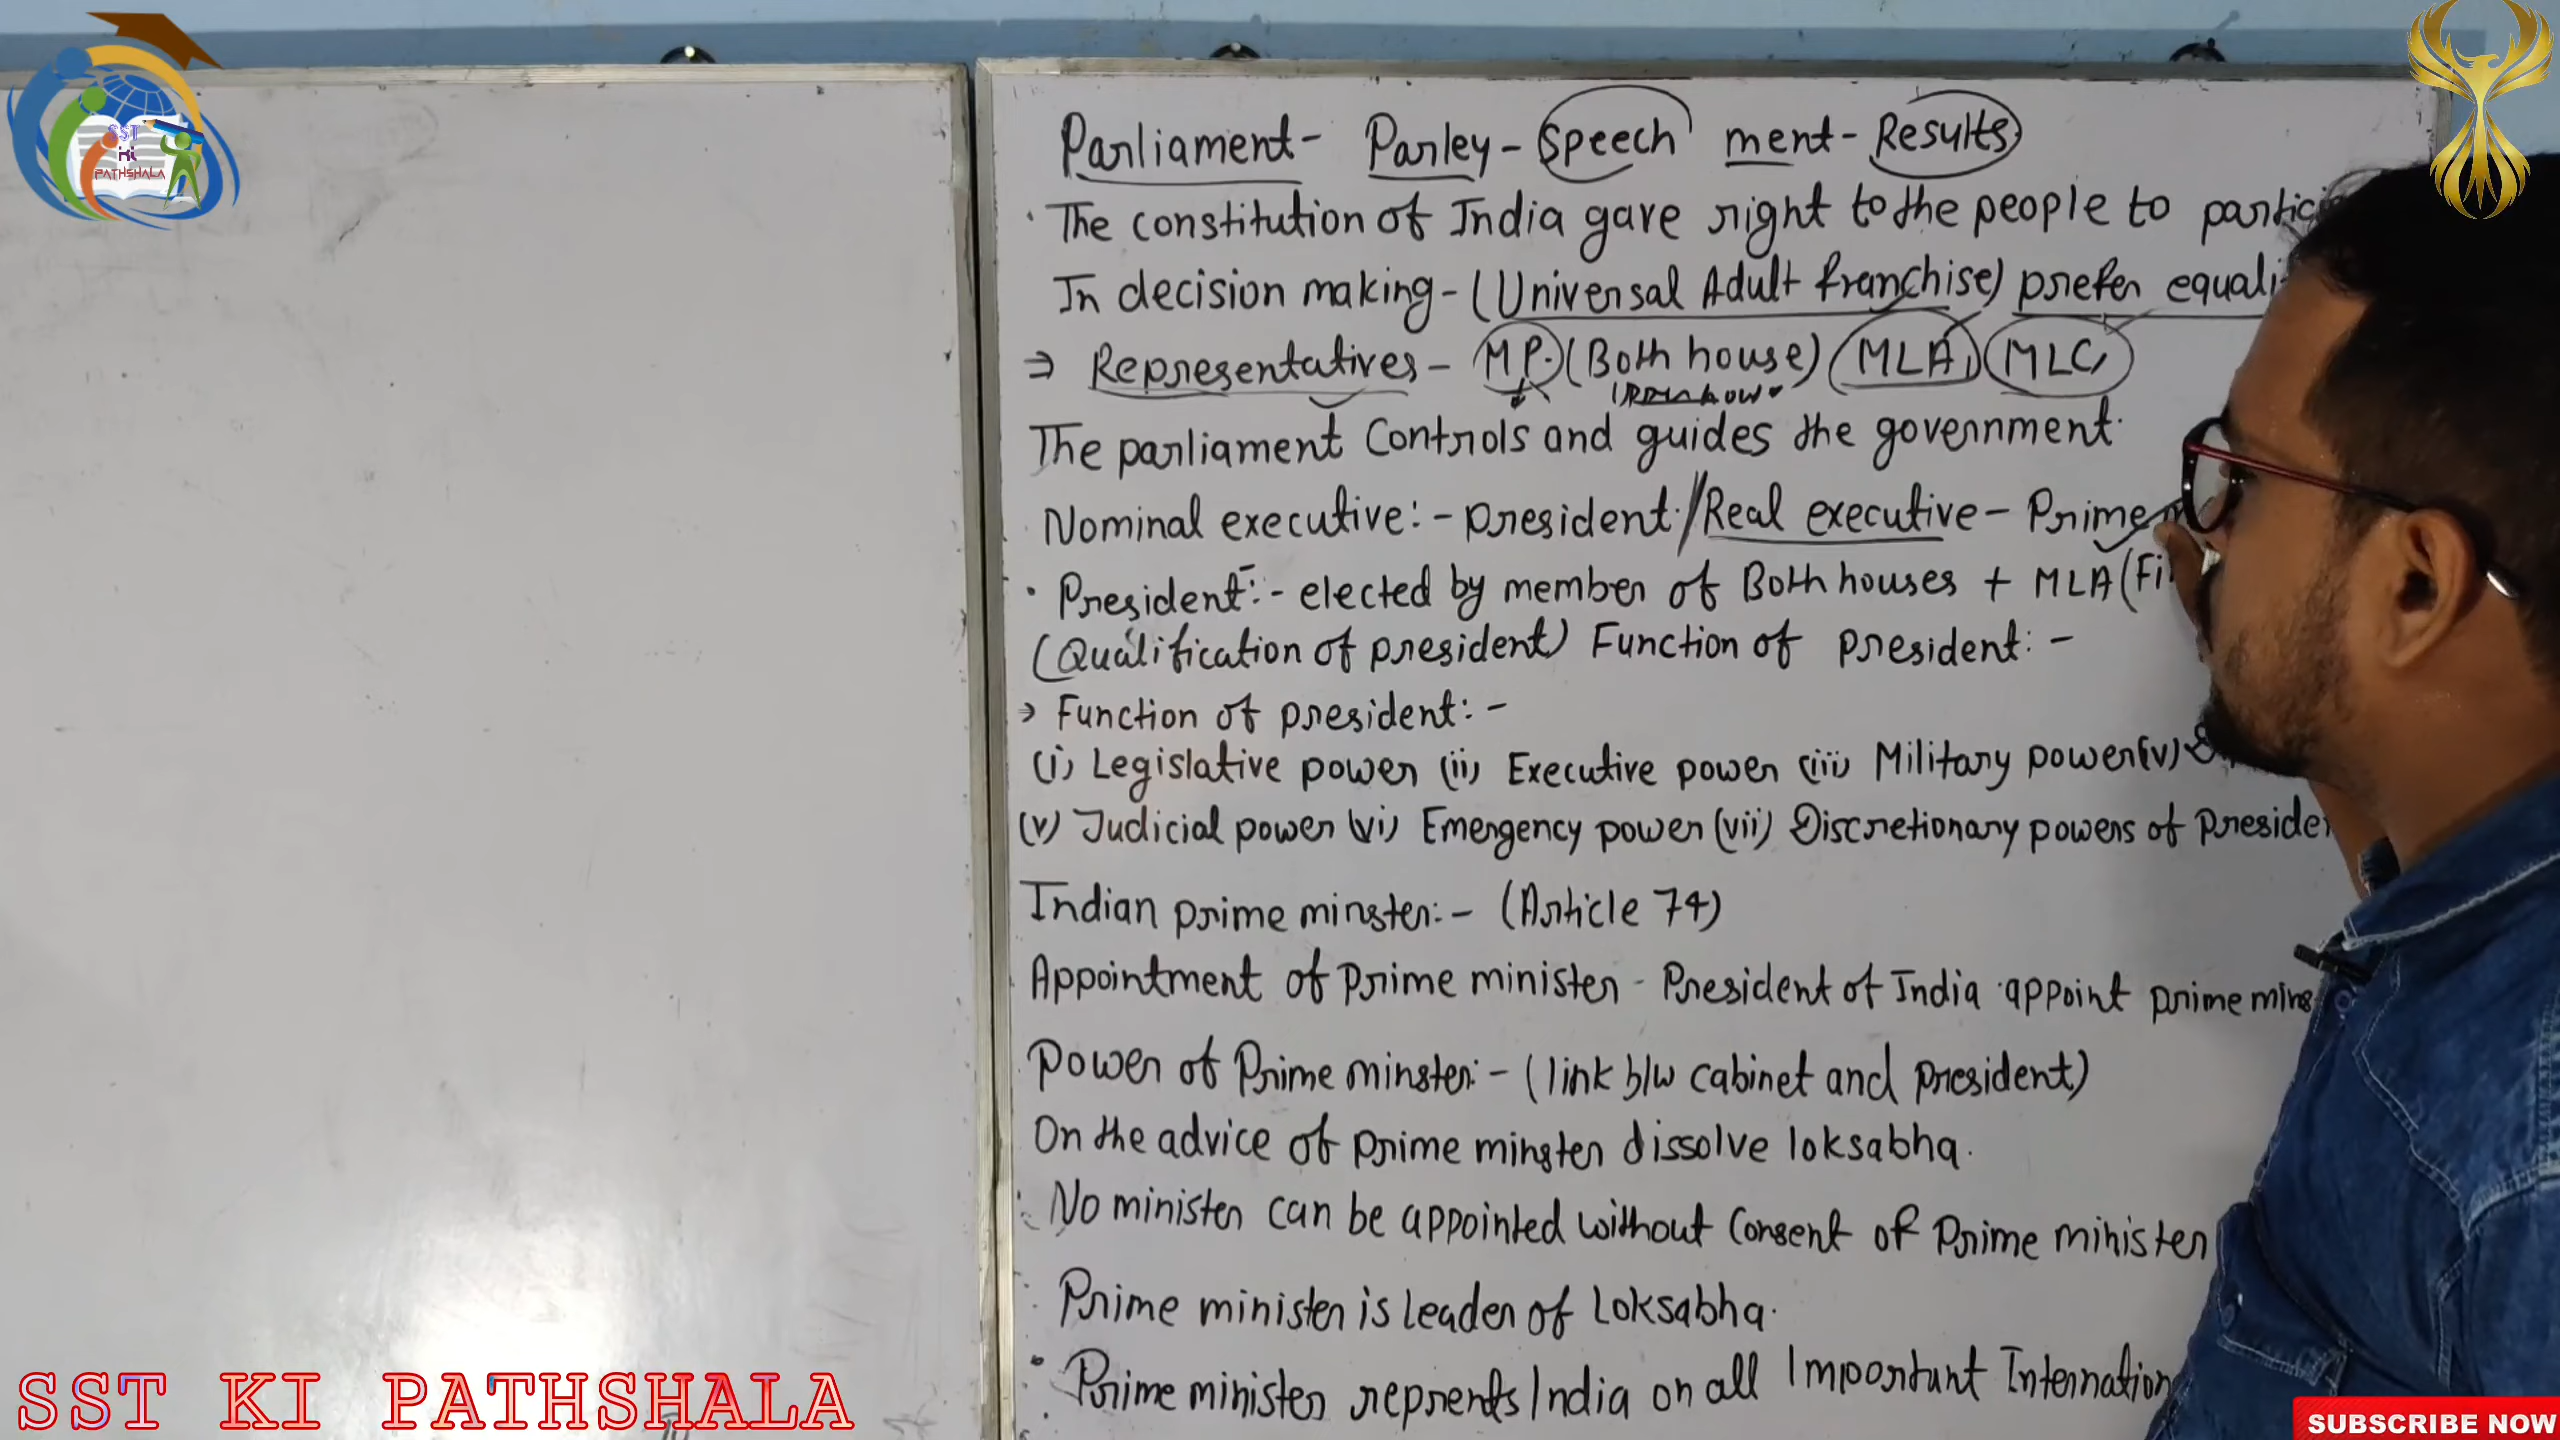 SST
ki
PATHSHALA
Parliament- Parley - Speech ment- Results
The constitution of India gave right to the people to partici
In decision making - (Universal Adult franchise) prefer equali
⇒ Representatives - MP. (Both house) MLA, MLC
The parliament Controls and guides the government.
Nominal executive: - president // Real executive - Prime
• President: - elected by member of Both houses + MLA (Fi
(Qualification of president) Function of president: -
→ Function of president: -
(i) Legislative power (ii) Executive power (iii) Military power (v)
(v) Judicial power (vi) Emergency power (vii) Discretionary powers of Presiden
Indian prime minster: - (Article 74)
Appointment of Prime minister - President of India appoint prime mins
Power of Prime minster: - (link b/w cabinet and president)
On the advice of Prime minster dissolve loksabha.
No minister can be appointed without Consent of Prime minister
Prime minister is leader of Loksabha.
Prime minister reprents India on all Important Internation
SST KI PATHSHALA
SUBSCRIBE NOW